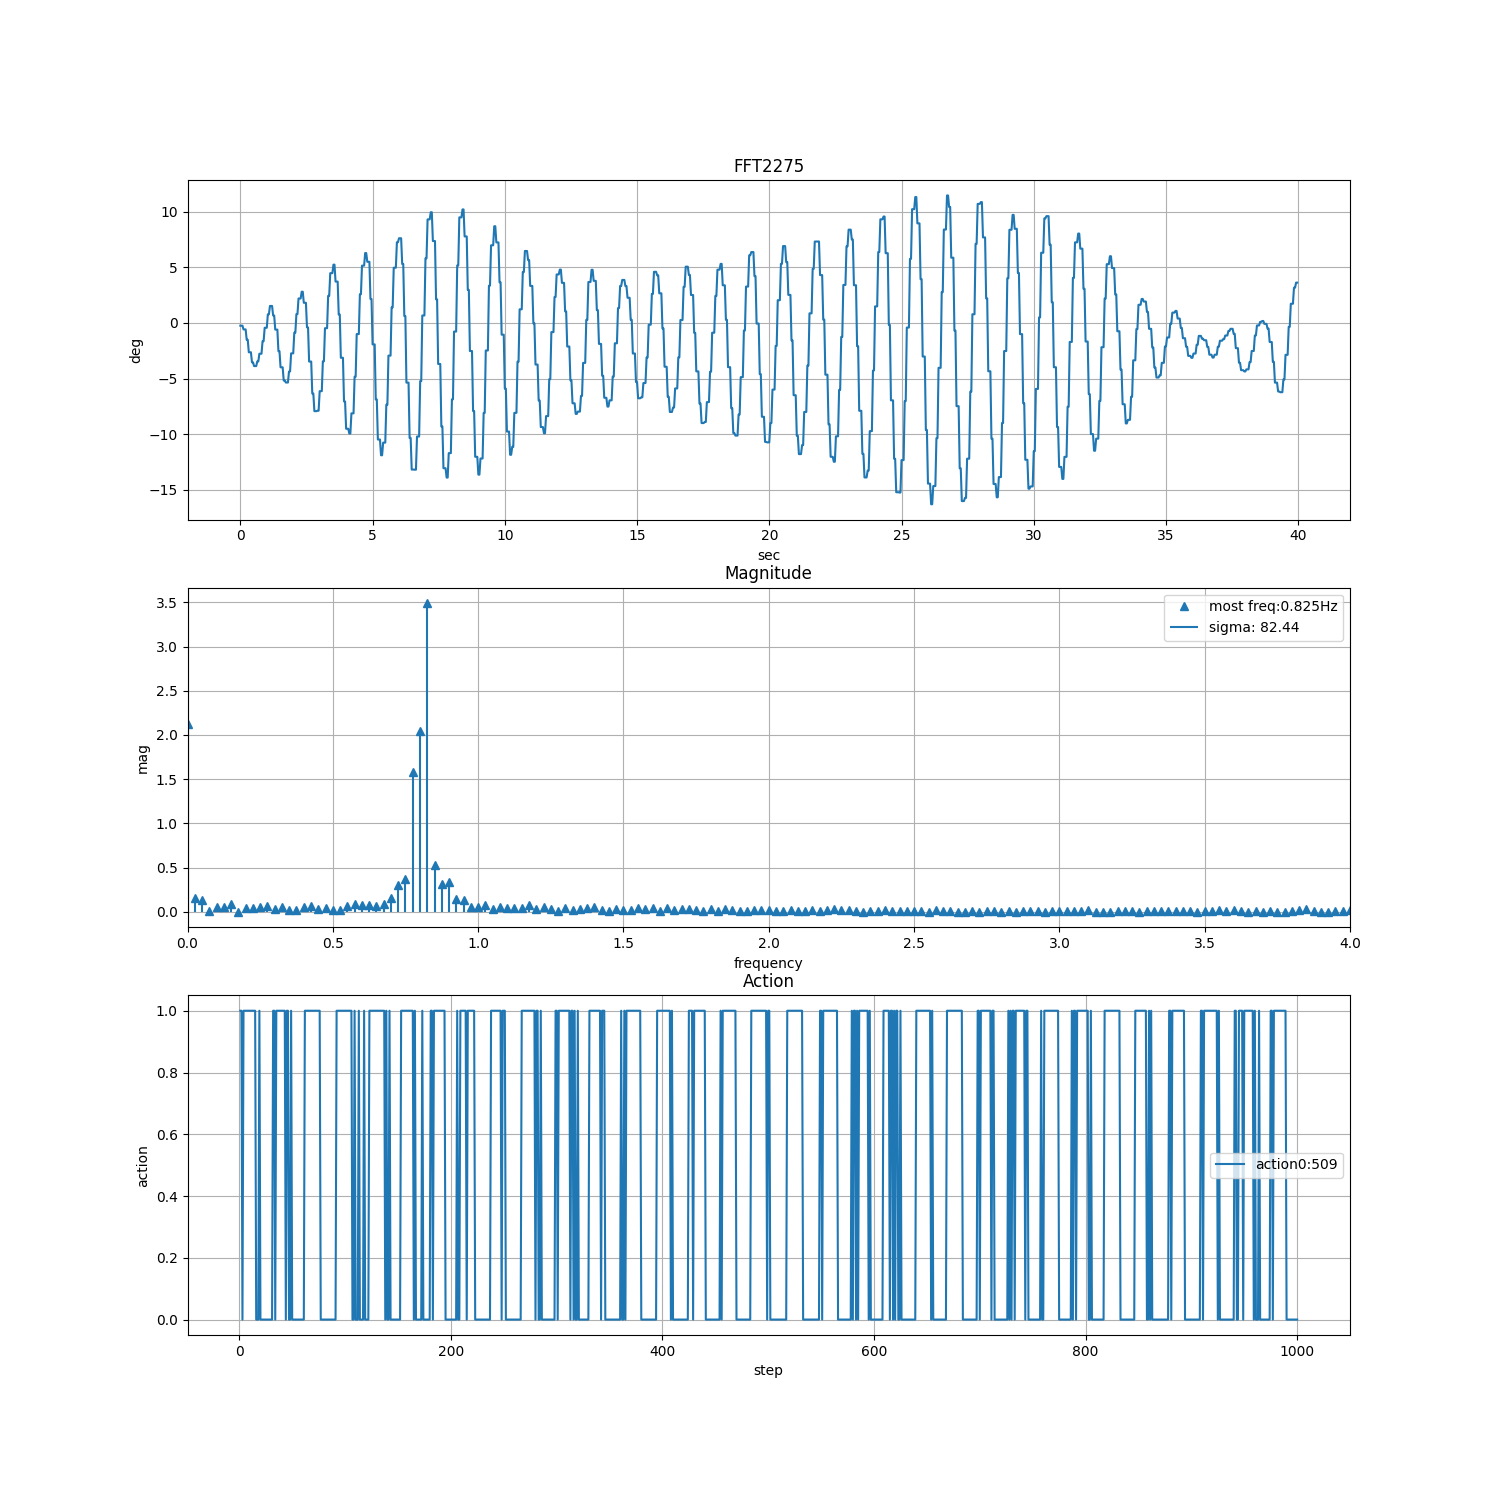 FFT2275
10
5
0
−5
−10
−15
deg
0 5 10 15 20 25 30 35 40
sec
Magnitude
3.5
3.0
2.5
2.0
1.5
1.0
0.5
0.0
mag
most freq:0.825Hz
sigma: 82.44
0.0 0.5 1.0 1.5 2.0 2.5 3.0 3.5 4.0
frequency
Action
1.0
0.8
0.6
0.4
0.2
0.0
action
action0:509
0 200 400 600 800 1000
step